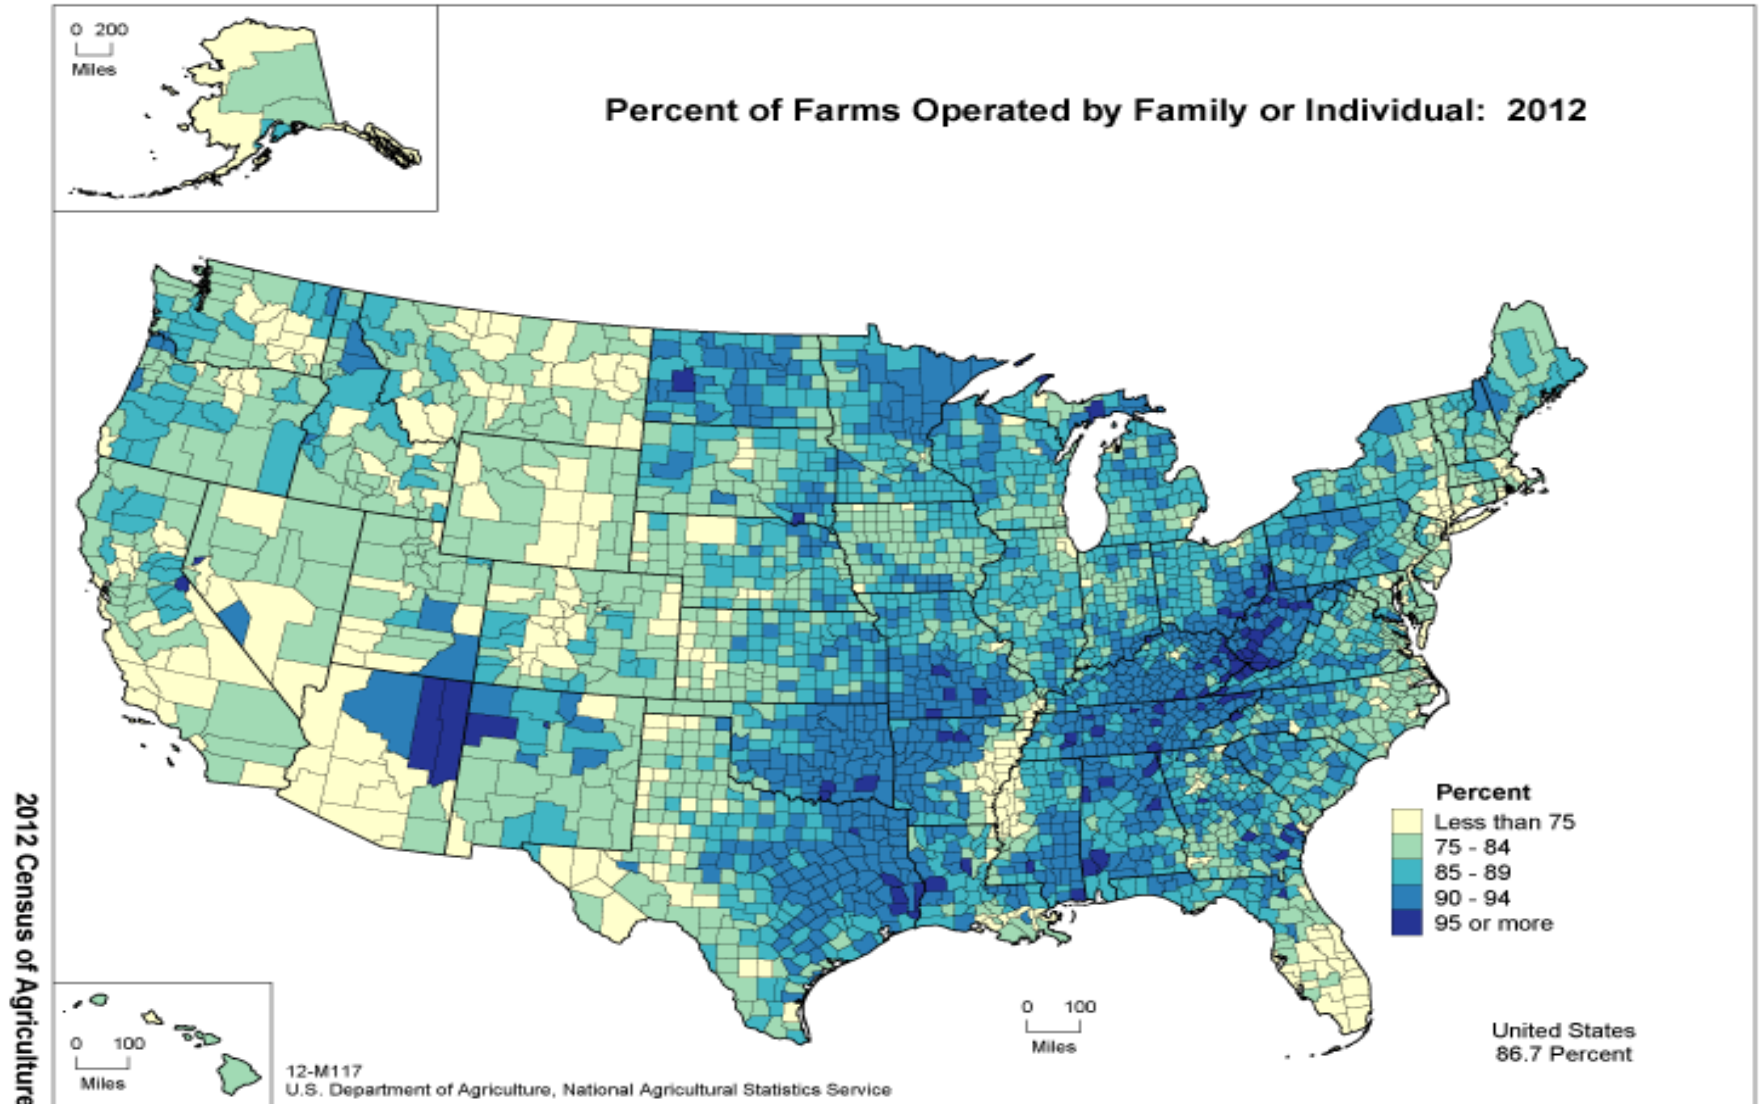 0 200
Miles
Percent of Farms Operated by Family or Individual: 2012
Percent
Less than 75
75 - 84
85 - 89
90 - 94
95 or more
0 100
Miles
United States
86.7 Percent
0 100
Miles
12-M117
U.S. Department of Agriculture, National Agricultural Statistics Service
2012 Census of Agriculture